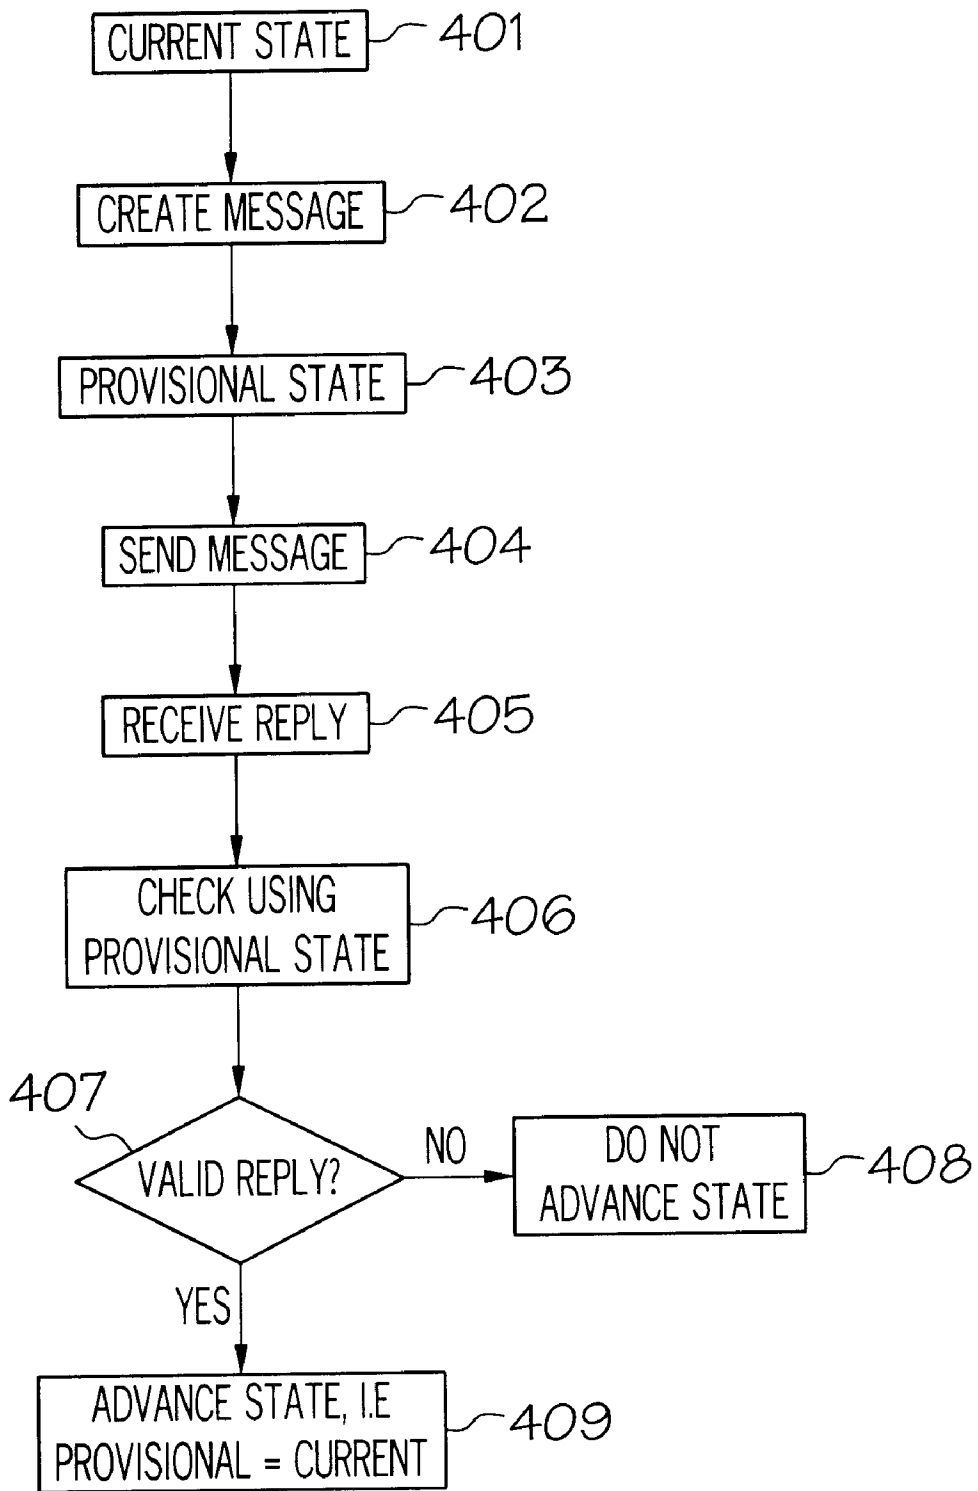 CURRENT STATE 401
CREATE MESSAGE 402
PROVISIONAL STATE 403
SEND MESSAGE 404
RECEIVE REPLY 405
CHECK USING
PROVISIONAL STATE
406
407
VALID REPLY?
NO
DO NOT
ADVANCE STATE
408
YES
ADVANCE STATE, I.E
PROVISIONAL = CURRENT
409